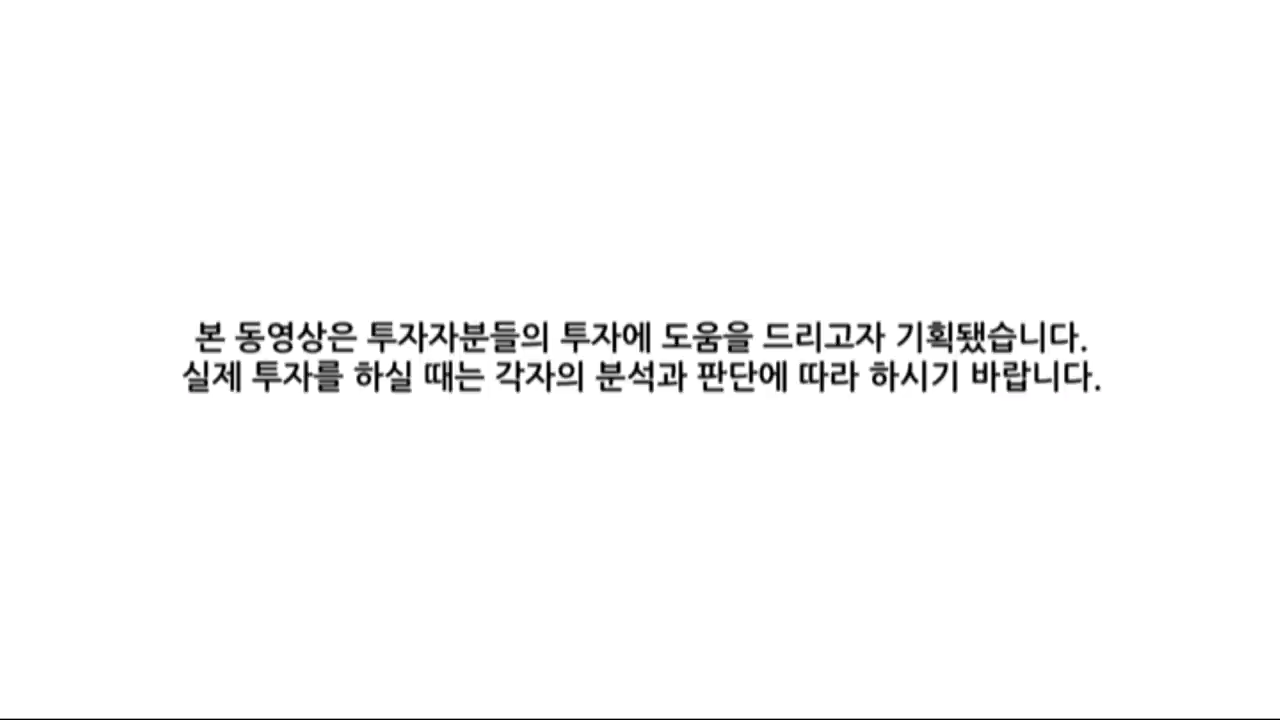 본 동영상은 투자자분들의 투자에 도움을 드리고자 기획됐습니다.
실제 투자를 하실 때는 각자의 분석과 판단에 따라 하시기 바랍니다.